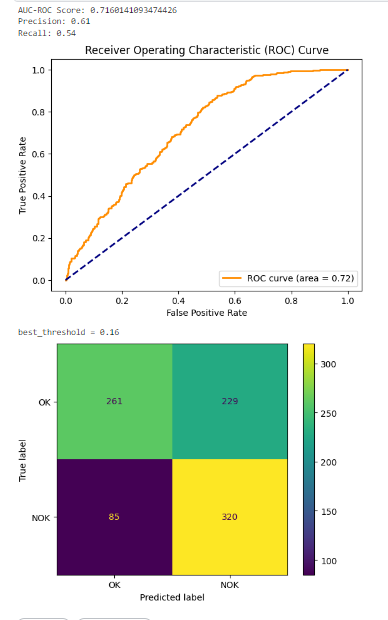 AUC-ROC Score: 0.7160141093474426
Precision: 0.61
Recall: 0.54
Receiver Operating Characteristic (ROC) Curve
1.0
0.8
0.6
0.4
0.2
0.0
True Positive Rate
ROC curve (area = 0.72)
0.0 0.2 0.4 0.6 0.8 1.0
False Positive Rate
best_threshold = 0.16
OK 261 229
NOK 85 320
True label
OK NOK
Predicted label
300
250
200
150
100